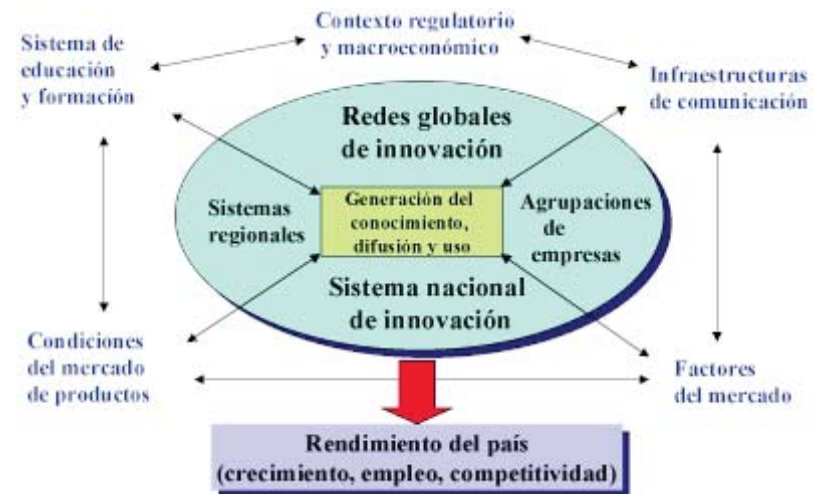 Contexto regulatorio
y macroeconómico
Sistema de
educación
y formación
Infraestructuras
de comunicación
Redes globales
de innovación
Sistemas
regionales
Generación del
conocimiento,
difusión y uso
Agrupaciones
de
empresas
Sistema nacional
de innovación
Condiciones
del mercado
de productos
Factores
del mercado
Rendimiento del país
(crecimiento, empleo, competitividad)